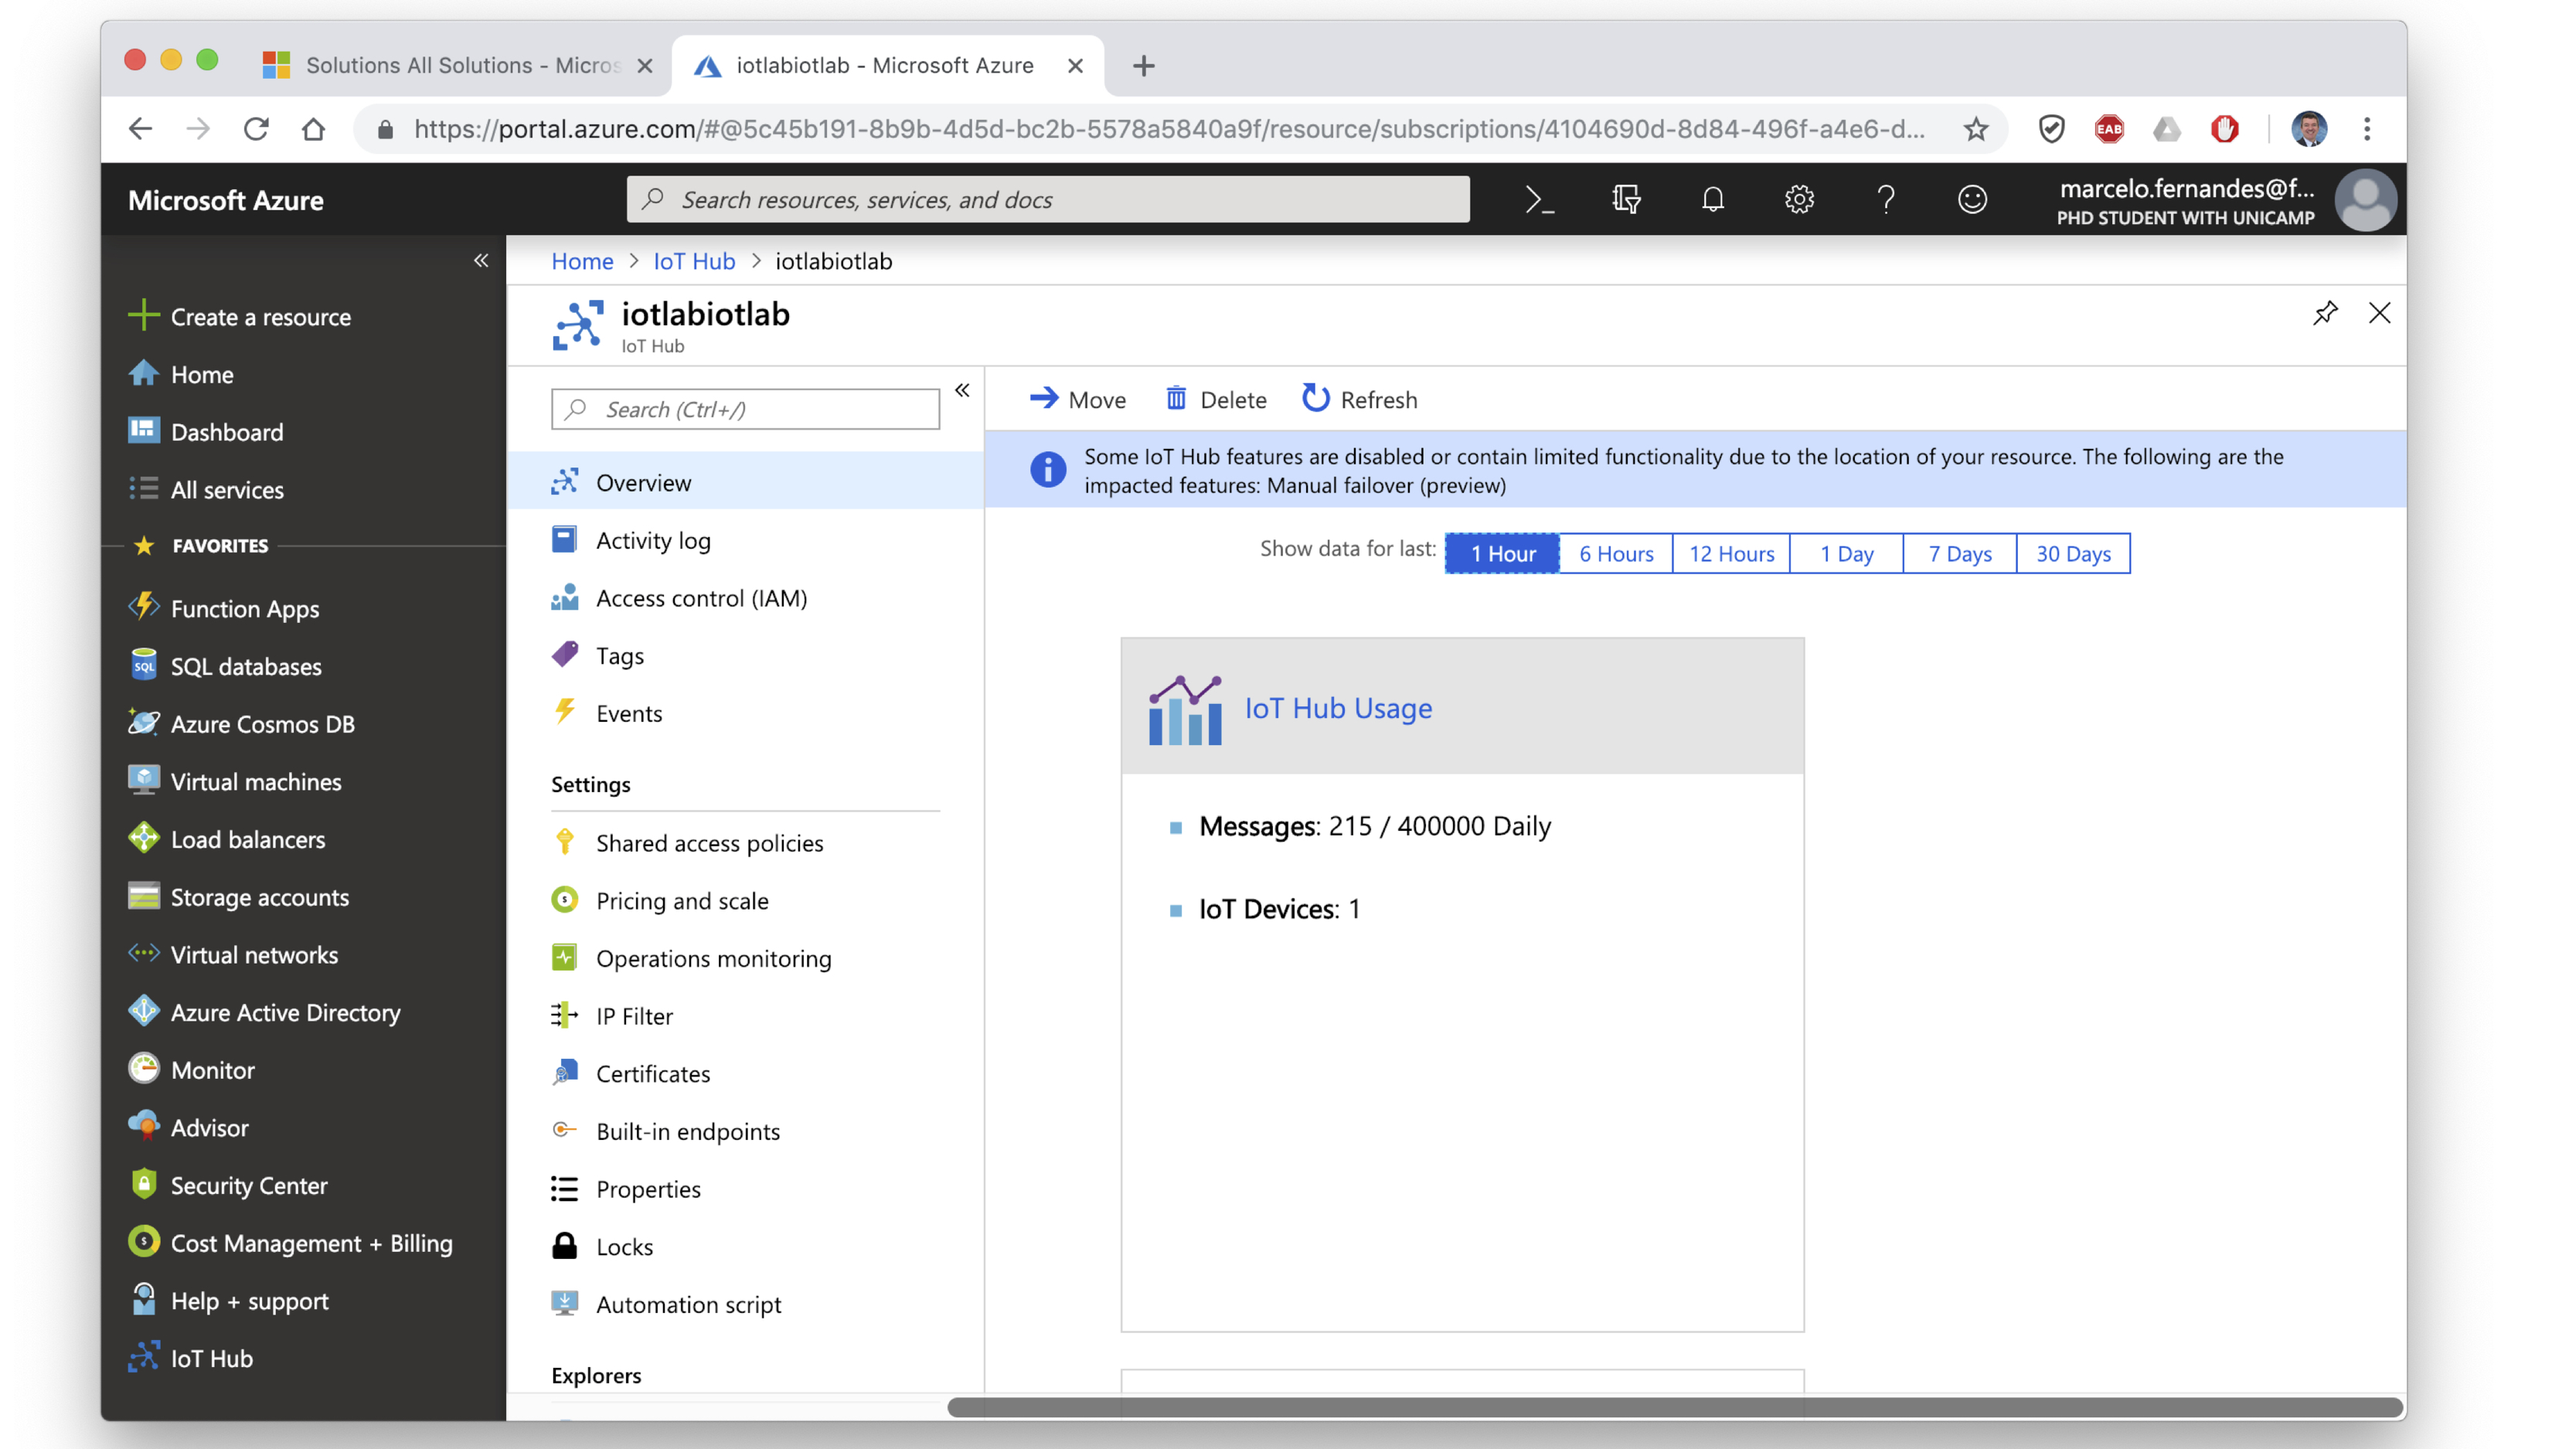 Solutions All Solutions - Micros
iotlabiotlab - Microsoft Azure
https://portal.azure.com/#@5c45b191-8b9b-4d5d-bc2b-5578a5840a9f/resource/subscriptions/4104690d-8d84-496f-a4e6-d...
EAB
Microsoft Azure
Search resources, services, and docs
marcelo.fernandes@f...
PHD STUDENT WITH UNICAMP
Create a resource
Home
Dashboard
All services
FAVORITES
Function Apps
SQL
SQL databases
Azure Cosmos DB
Virtual machines
Load balancers
Storage accounts
Virtual networks
Azure Active Directory
Monitor
Advisor
Security Center
Cost Management + Billing
Help + support
IoT Hub
Home > IoT Hub > iotlabiotlab
iotlabiotlab
IoT Hub
Search (Ctrl+/)
Overview
Activity log
Access control (IAM)
Tags
Events
Settings
Shared access policies
Pricing and scale
Operations monitoring
IP Filter
Certificates
Built-in endpoints
Properties
Locks
Automation script
Explorers
Move
Delete
Refresh
Some IoT Hub features are disabled or contain limited functionality due to the location of your resource. The following are the
impacted features: Manual failover (preview)
Show data for last: 1 Hour 6 Hours 12 Hours 1 Day 7 Days 30 Days
IoT Hub Usage
Messages: 215 / 400000 Daily
IoT Devices: 1